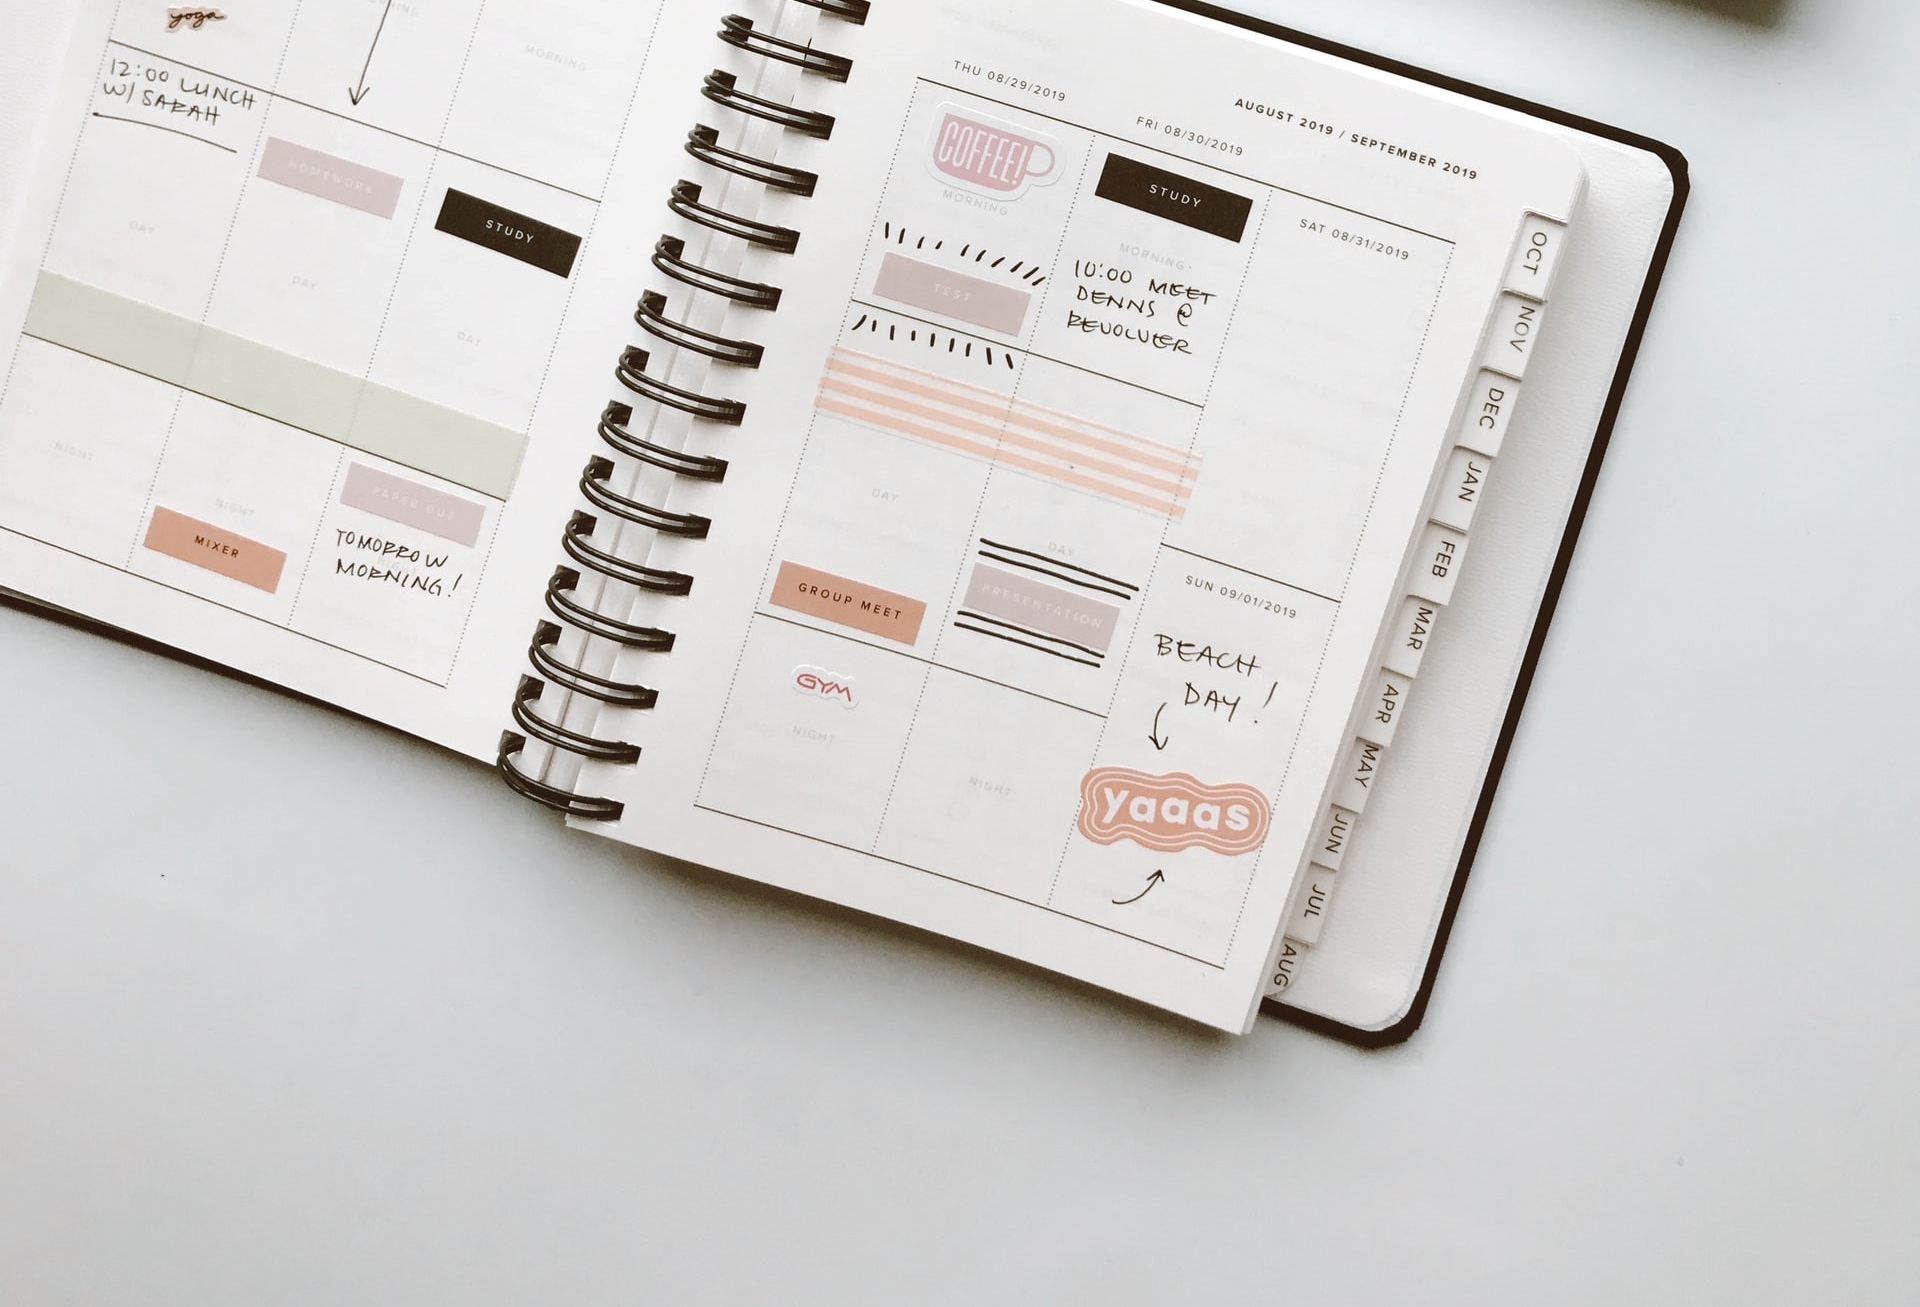 yoga
12:00 LUNCH
W/ SARAH
DAY
NIGHT
HOMEWORK
DAY
NIGHT
MIXER
MORNING
STUDY
DAY
PAPER DUE
TOMORROW
MORNING!
AUGUST 2019 / SEPTEMBER 2019
THU 08/29/2019
COFFEE!
MORNING
TEST
DAY
GROUP MEET
GYM
NIGHT
FRI 08/30/2019
STUDY
MORNING
10:00 MEET
DENNS @
REVOLVER
DAY
PRESENTATION
NIGHT
SAT 08/31/2019
SUN 09/01/2019
BEACH
DAY!
yaaas
OCT
NOV
DEC
JAN
FEB
MAR
APR
MAY
JUN
JUL
AUG